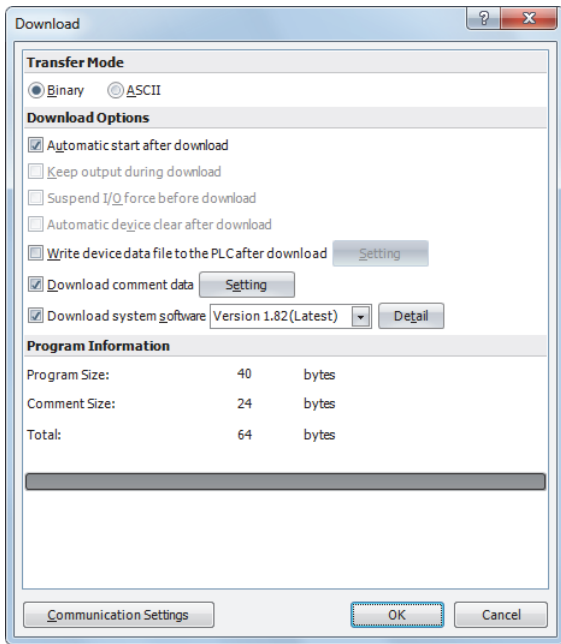 Download
Transfer Mode
Binary ASCII
Download Options
Automatic start after download
Keep output during download
Suspend I/O force before download
Automatic device clear after download
Write device data file to the PLC after download Setting
Download comment data Setting
Download system software Version 1.82(Latest) Detail
Program Information
Program Size: 40 bytes
Comment Size: 24 bytes
Total: 64 bytes
Communication Settings OK Cancel